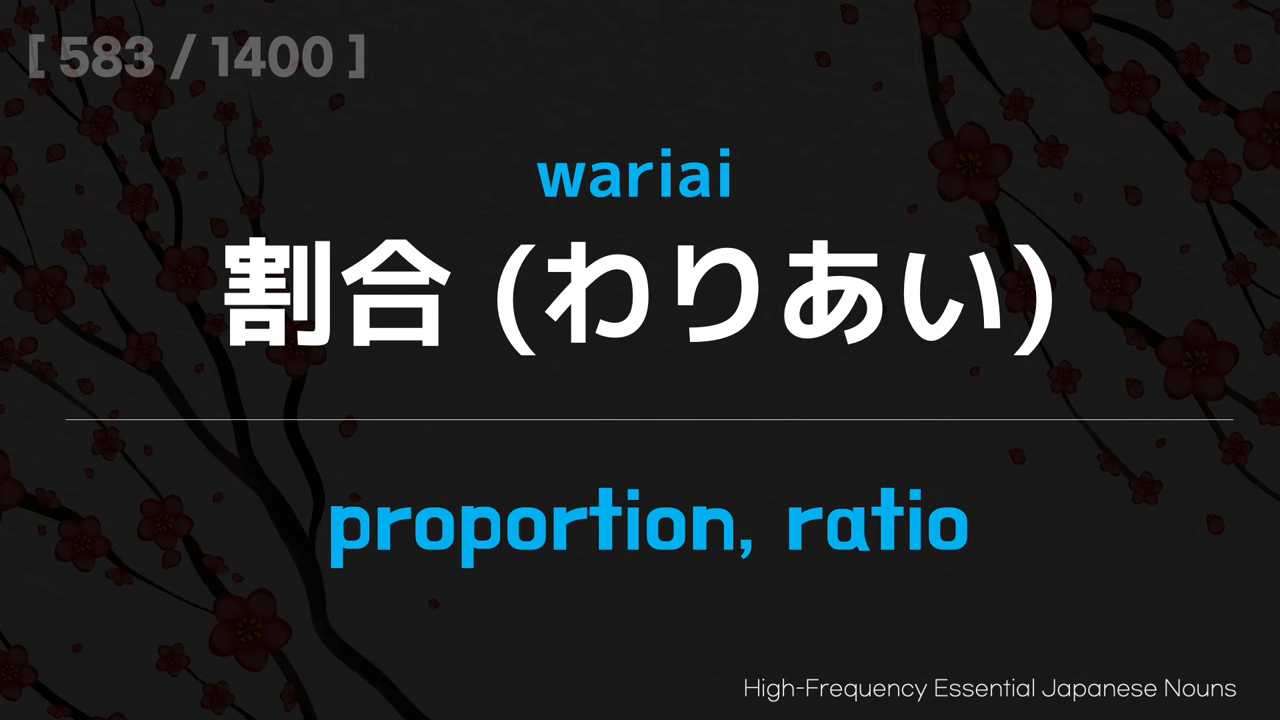 [ 583 / 1400 ]
wariai
割合 (わりあい)
proportion, ratio
High-Frequency Essential Japanese Nouns